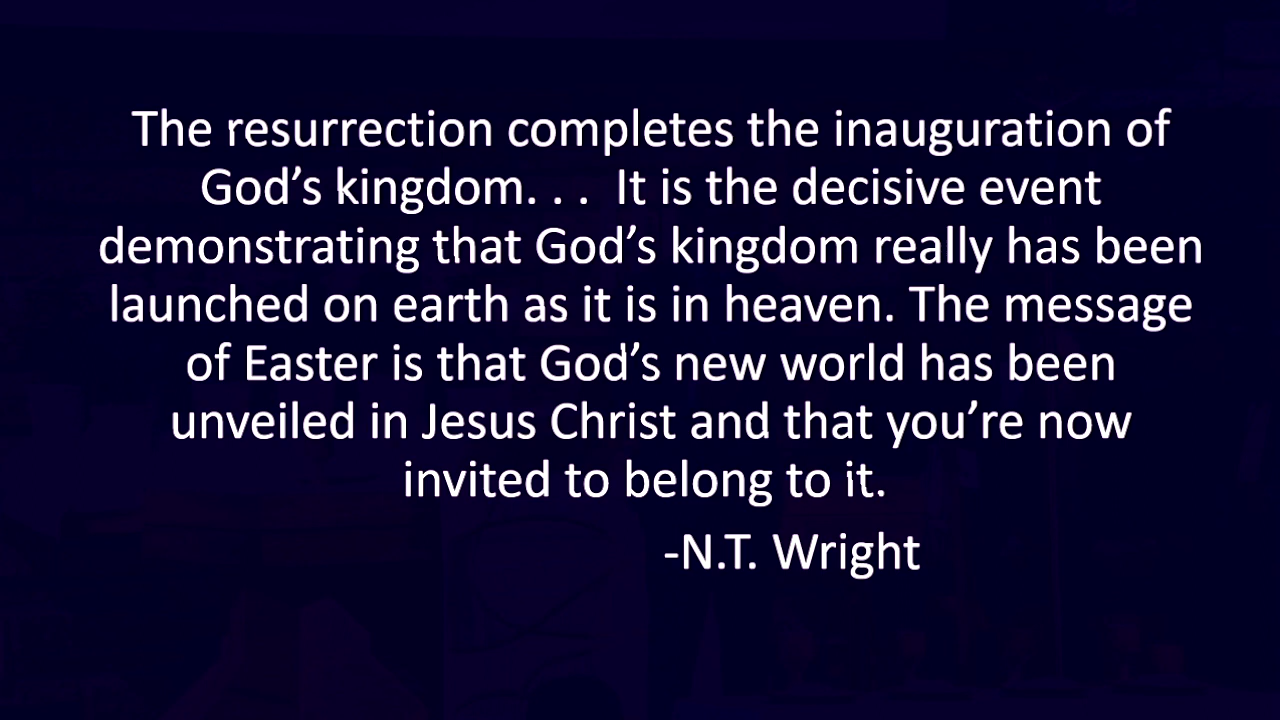 The resurrection completes the inauguration of
God’s kingdom. . .  It is the decisive event
demonstrating that God’s kingdom really has been
launched on earth as it is in heaven. The message
of Easter is that God’s new world has been
unveiled in Jesus Christ and that you’re now
invited to belong to it.
-N.T. Wright